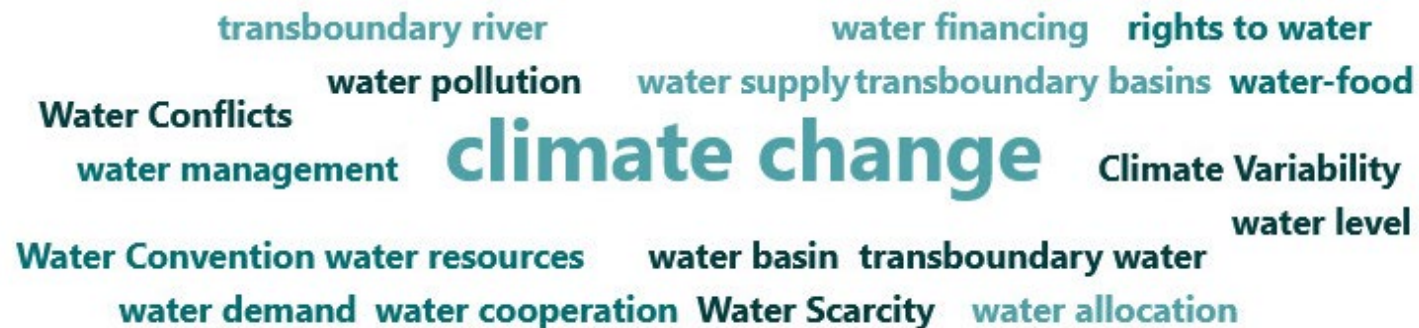 transboundary river water financing rights to water
water pollution water supply transboundary basins water-food
Water Conflicts
water management climate change Climate Variability
water level
Water Convention water resources water basin transboundary water
water demand water cooperation Water Scarcity water allocation